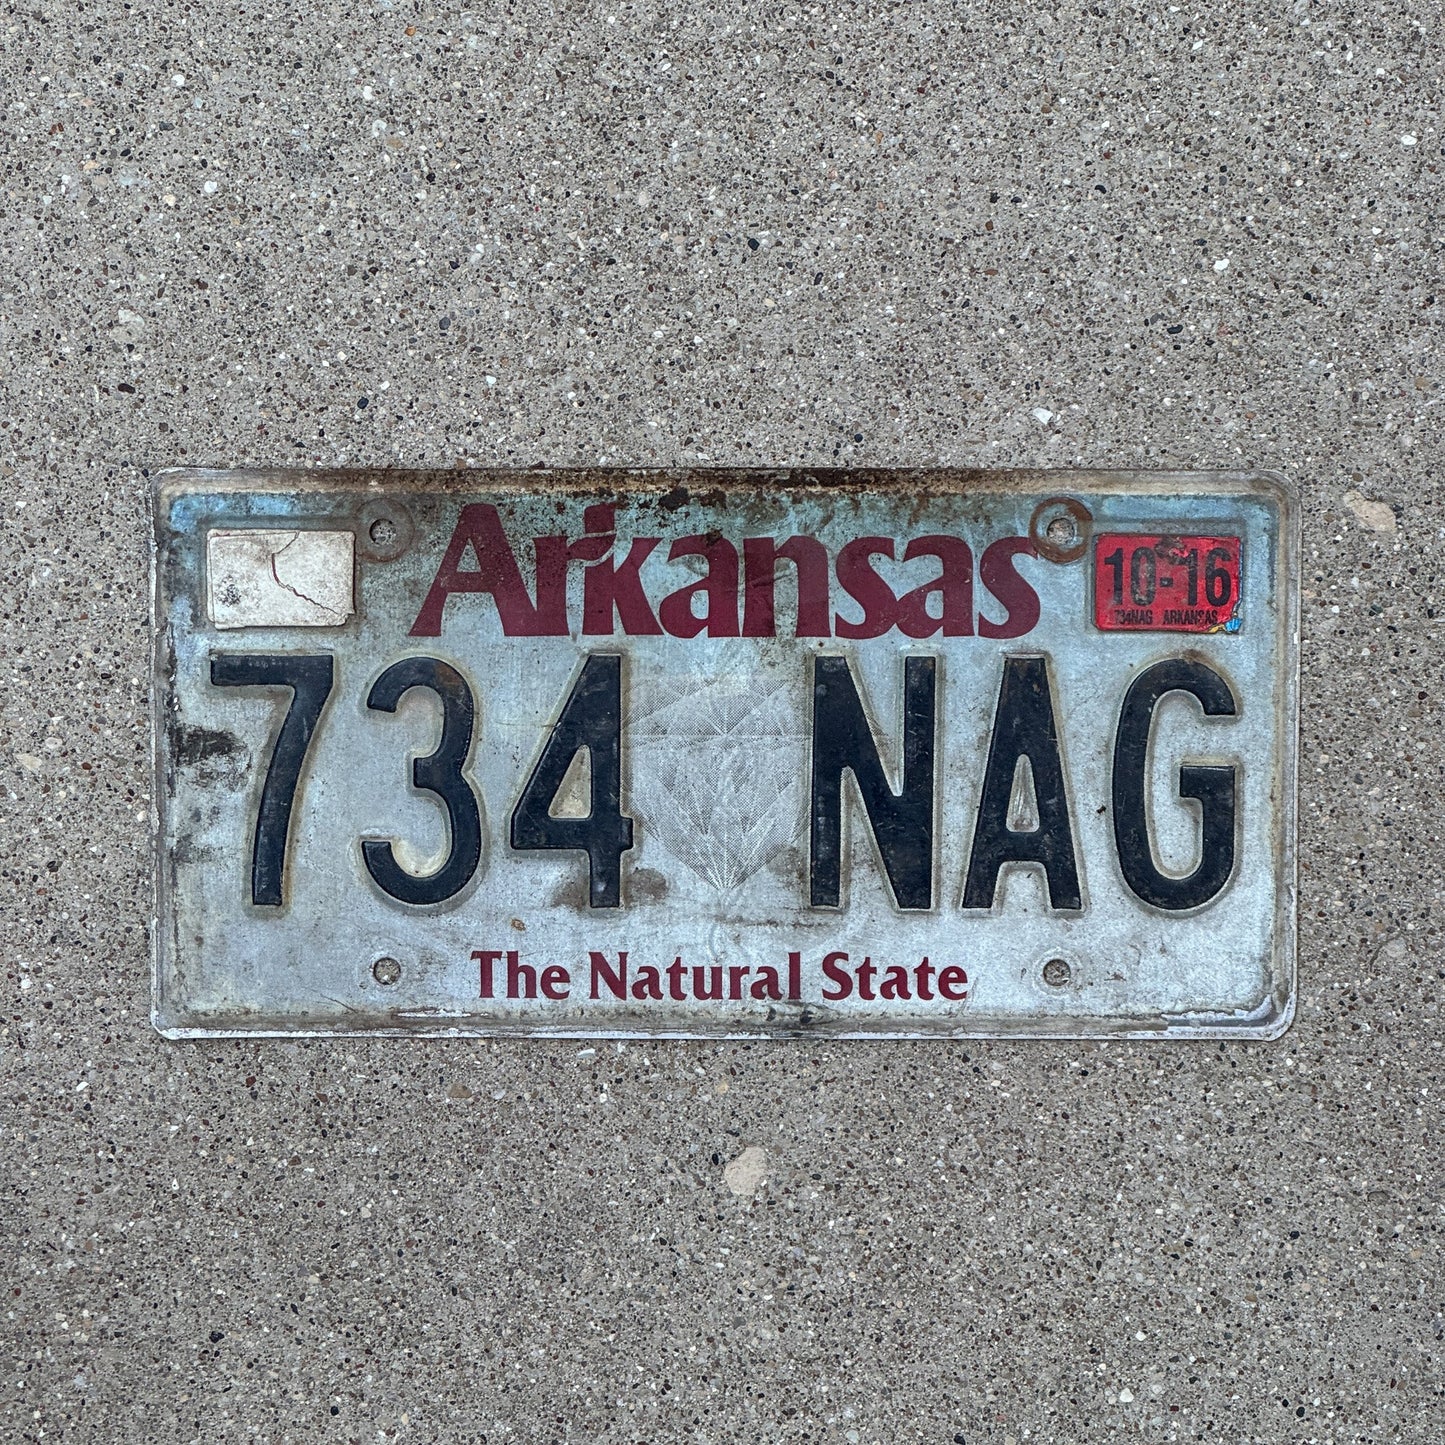 Arkansas
10-16
734NAG ARKANSAS
734 NAG
The Natural State